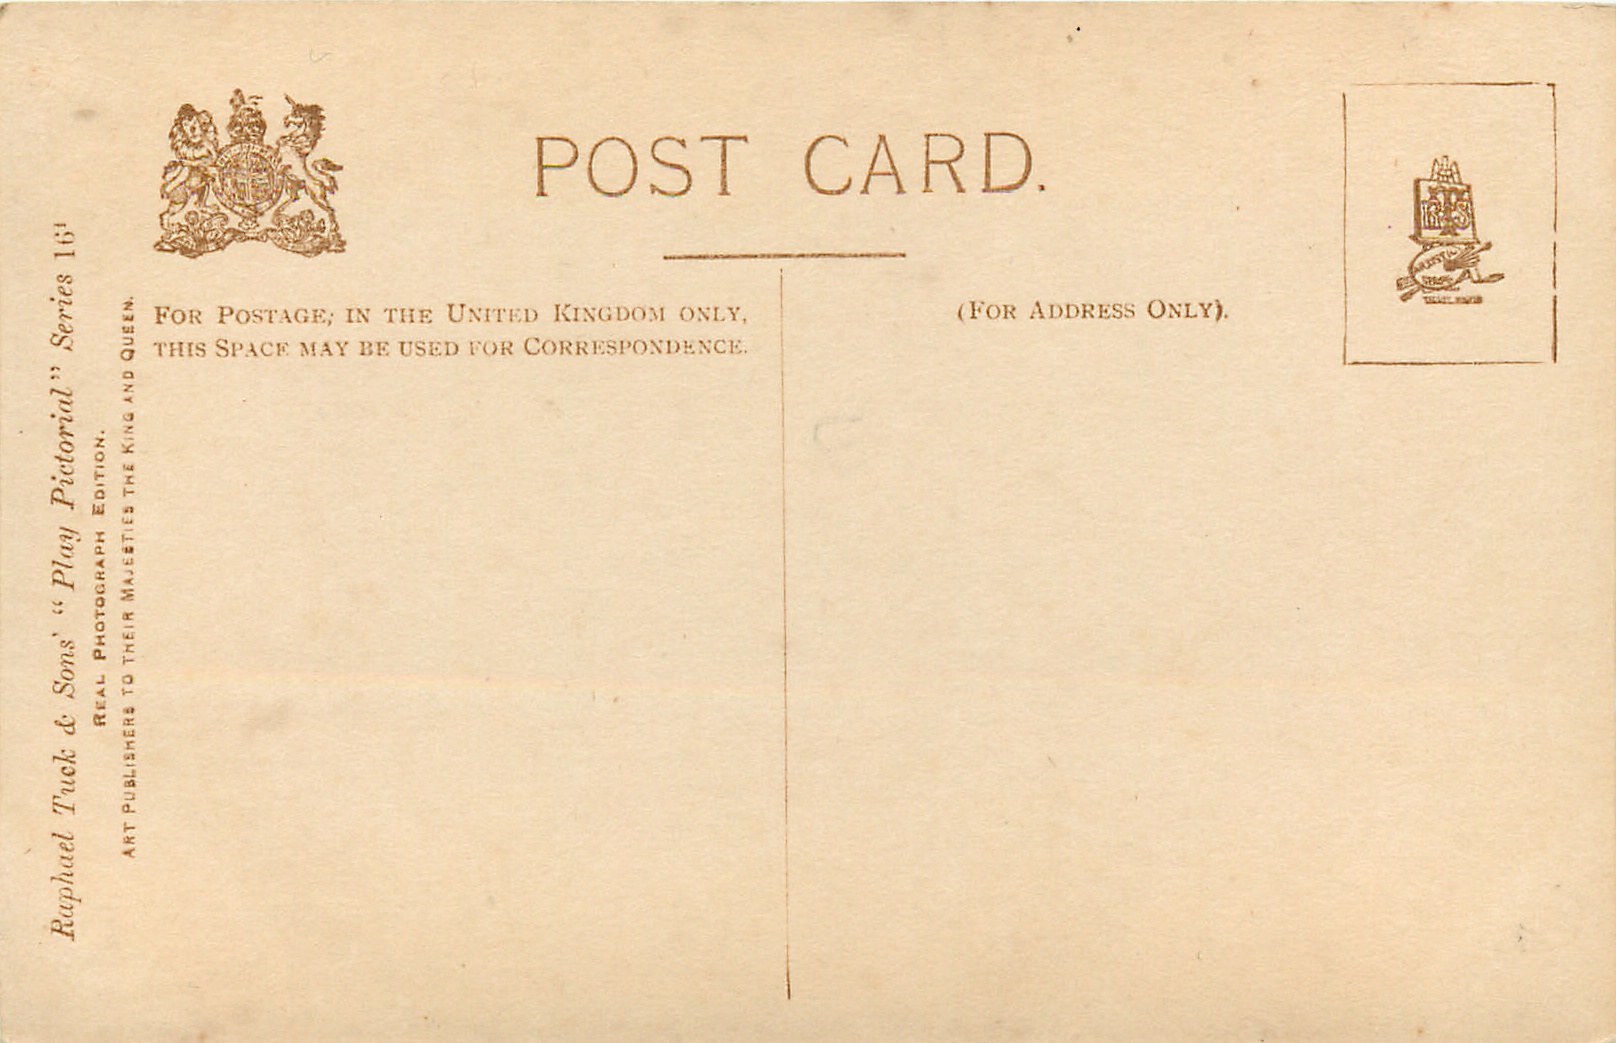 POST CARD.
FOR POSTAGE, IN THE UNITED KINGDOM ONLY,
THIS SPACE MAY BE USED FOR CORRESPONDENCE.
(FOR ADDRESS ONLY).
Raphael Tuck & Sons' "Play Pictorial" Series 161
REAL PHOTOGRAPH EDITION.
ART PUBLISHERS TO THEIR MAJESTIES THE KING AND QUEEN.